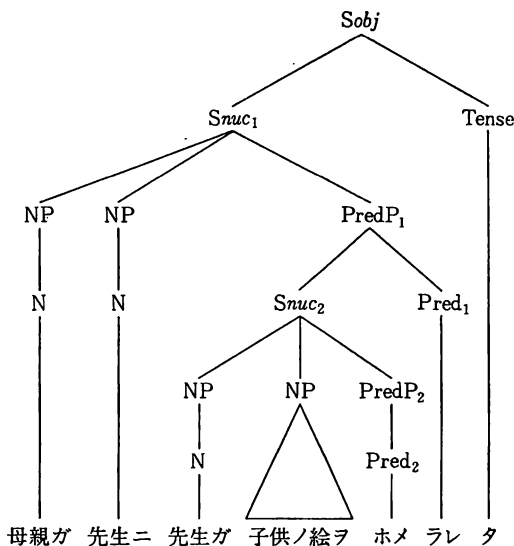 Sobj
Snuc₁ Tense
NP NP PredP₁
N N Snuc₂ Pred₁
NP NP PredP₂
N Pred₂
母親ガ 先生ニ 先生ガ 子供ノ絵ヲ ホメ ラレ タ